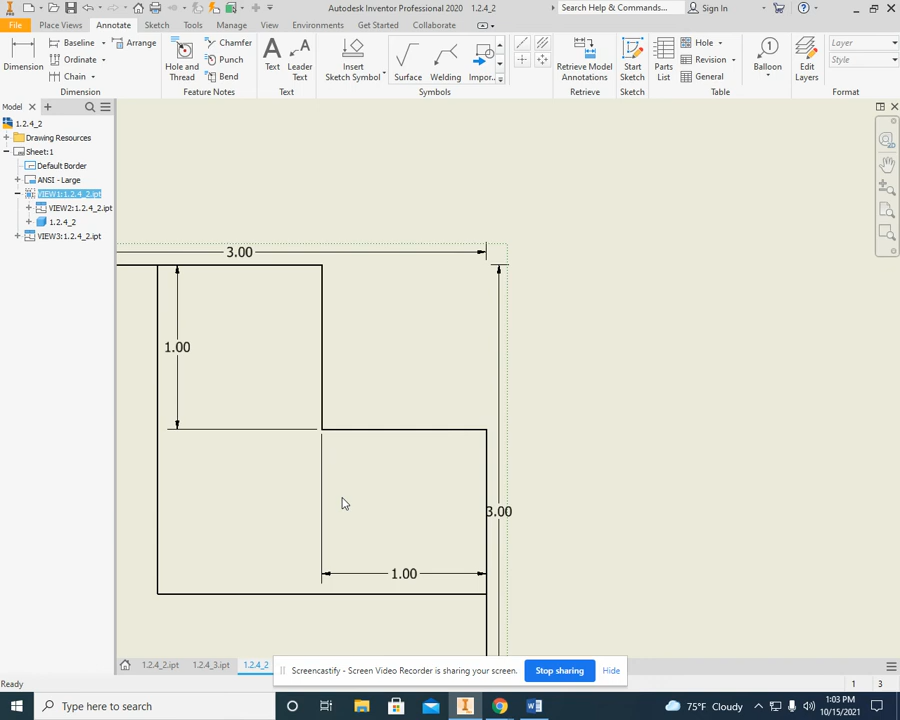 Autodesk Inventor Professional 2020 1.2.4_2
Search Help & Commands...
Sign In
File Place Views Annotate Sketch Tools Manage View Environments Get Started Collaborate
Dimension
Baseline
Ordinate
Chain
Arrange
Dimension
Hole and Thread
Chamfer
Punch
Bend
Feature Notes
Text
Leader Text
Text
Insert Sketch Symbol
Surface
Welding
Impor...
Symbols
Retrieve Model Annotations
Retrieve
Start Sketch
Sketch
Parts List
Hole
Revision
General
Table
Balloon
Edit Layers
Layer
Style
Format
Model
1.2.4_2
Drawing Resources
Sheet:1
Default Border
ANSI - Large
VIEW1:1.2.4_2.ipt
VIEW2:1.2.4_2.ipt
1.2.4_2
VIEW3:1.2.4_2.ipt
3.00
1.00
3.00
1.00
1.2.4_2.ipt 1.2.4_3.ipt 1.2.4_2
Screencastify - Screen Video Recorder is sharing your screen. Stop sharing Hide
Ready
1 3
Type here to search
75°F Cloudy
1:03 PM
10/15/2021